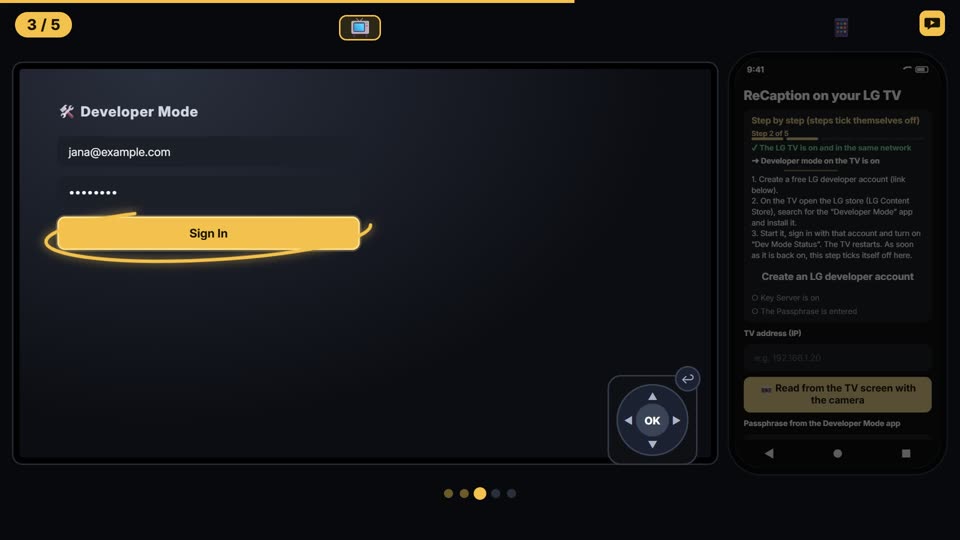 3 / 5
Developer Mode
jana@example.com
••••••••
Sign In
OK
9:41
ReCaption on your LG TV
Step by step (steps tick themselves off)
Step 2 of 5
✓ The LG TV is on and in the same network
➔ Developer mode on the TV is on
1. Create a free LG developer account (link
below).
2. On the TV open the LG store (LG Content
Store), search for the "Developer Mode" app
and install it.
3. Start it, sign in with that account and turn on
"Dev Mode Status". The TV restarts. As soon
as it is back on, this step ticks itself off here.
Create an LG developer account
○ Key Server is on
○ The Passphrase is entered
TV address (IP)
e.g. 192.168.1.20
Read from the TV screen with
the camera
Passphrase from the Developer Mode app